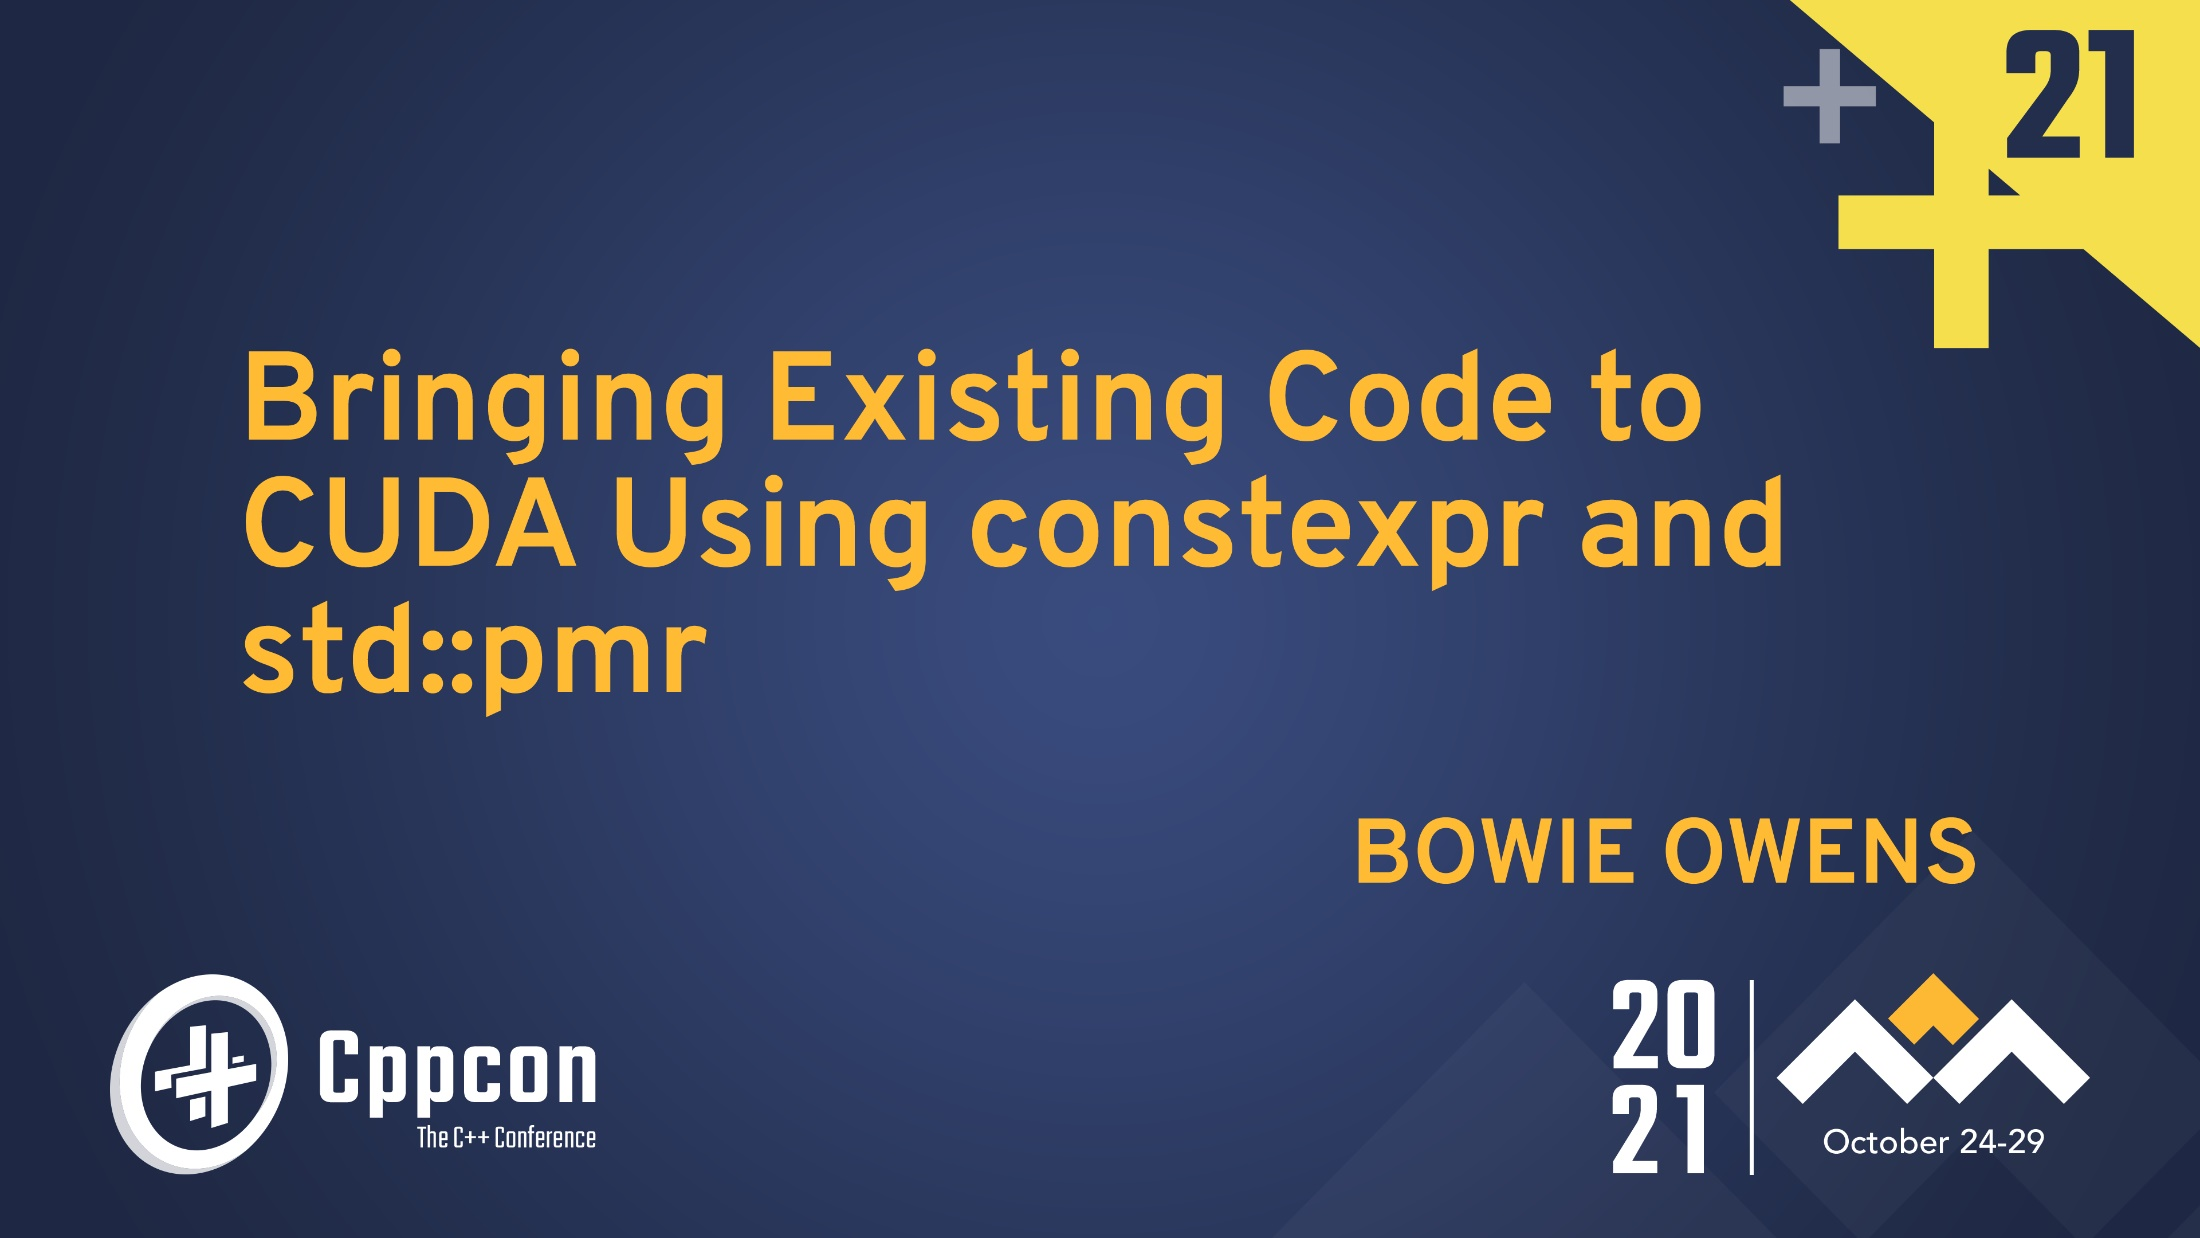 21
Bringing Existing Code to
CUDA Using constexpr and
std::pmr
BOWIE OWENS
Cppcon
The C++ Conference
20
21
October 24-29